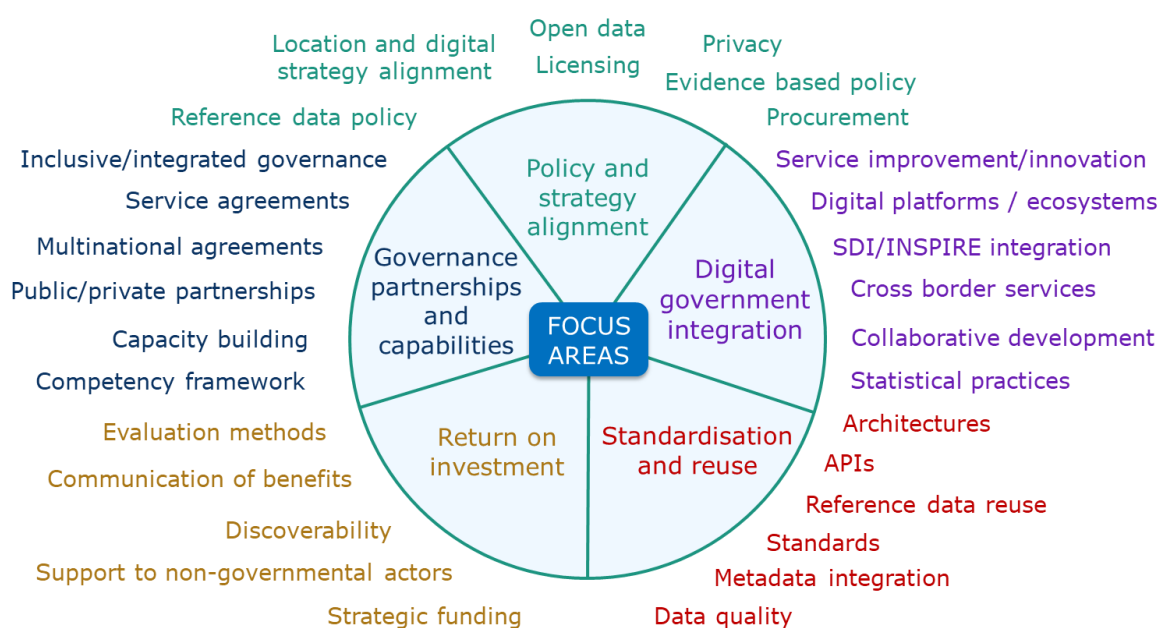 Open data
Licensing
Location and digital
strategy alignment
Reference data policy
Privacy
Evidence based policy
Procurement
Policy and
strategy
alignment
Inclusive/integrated governance
Service agreements
Multinational agreements
Public/private partnerships
Capacity building
Competency framework
Governance
partnerships
and
capabilities
FOCUS
AREAS
Digital
government
integration
Service improvement/innovation
Digital platforms / ecosystems
SDI/INSPIRE integration
Cross border services
Collaborative development
Statistical practices
Evaluation methods
Communication of benefits
Discoverability
Support to non-governmental actors
Strategic funding
Return on
investment
Standardisation
and reuse
Architectures
APIs
Reference data reuse
Standards
Metadata integration
Data quality